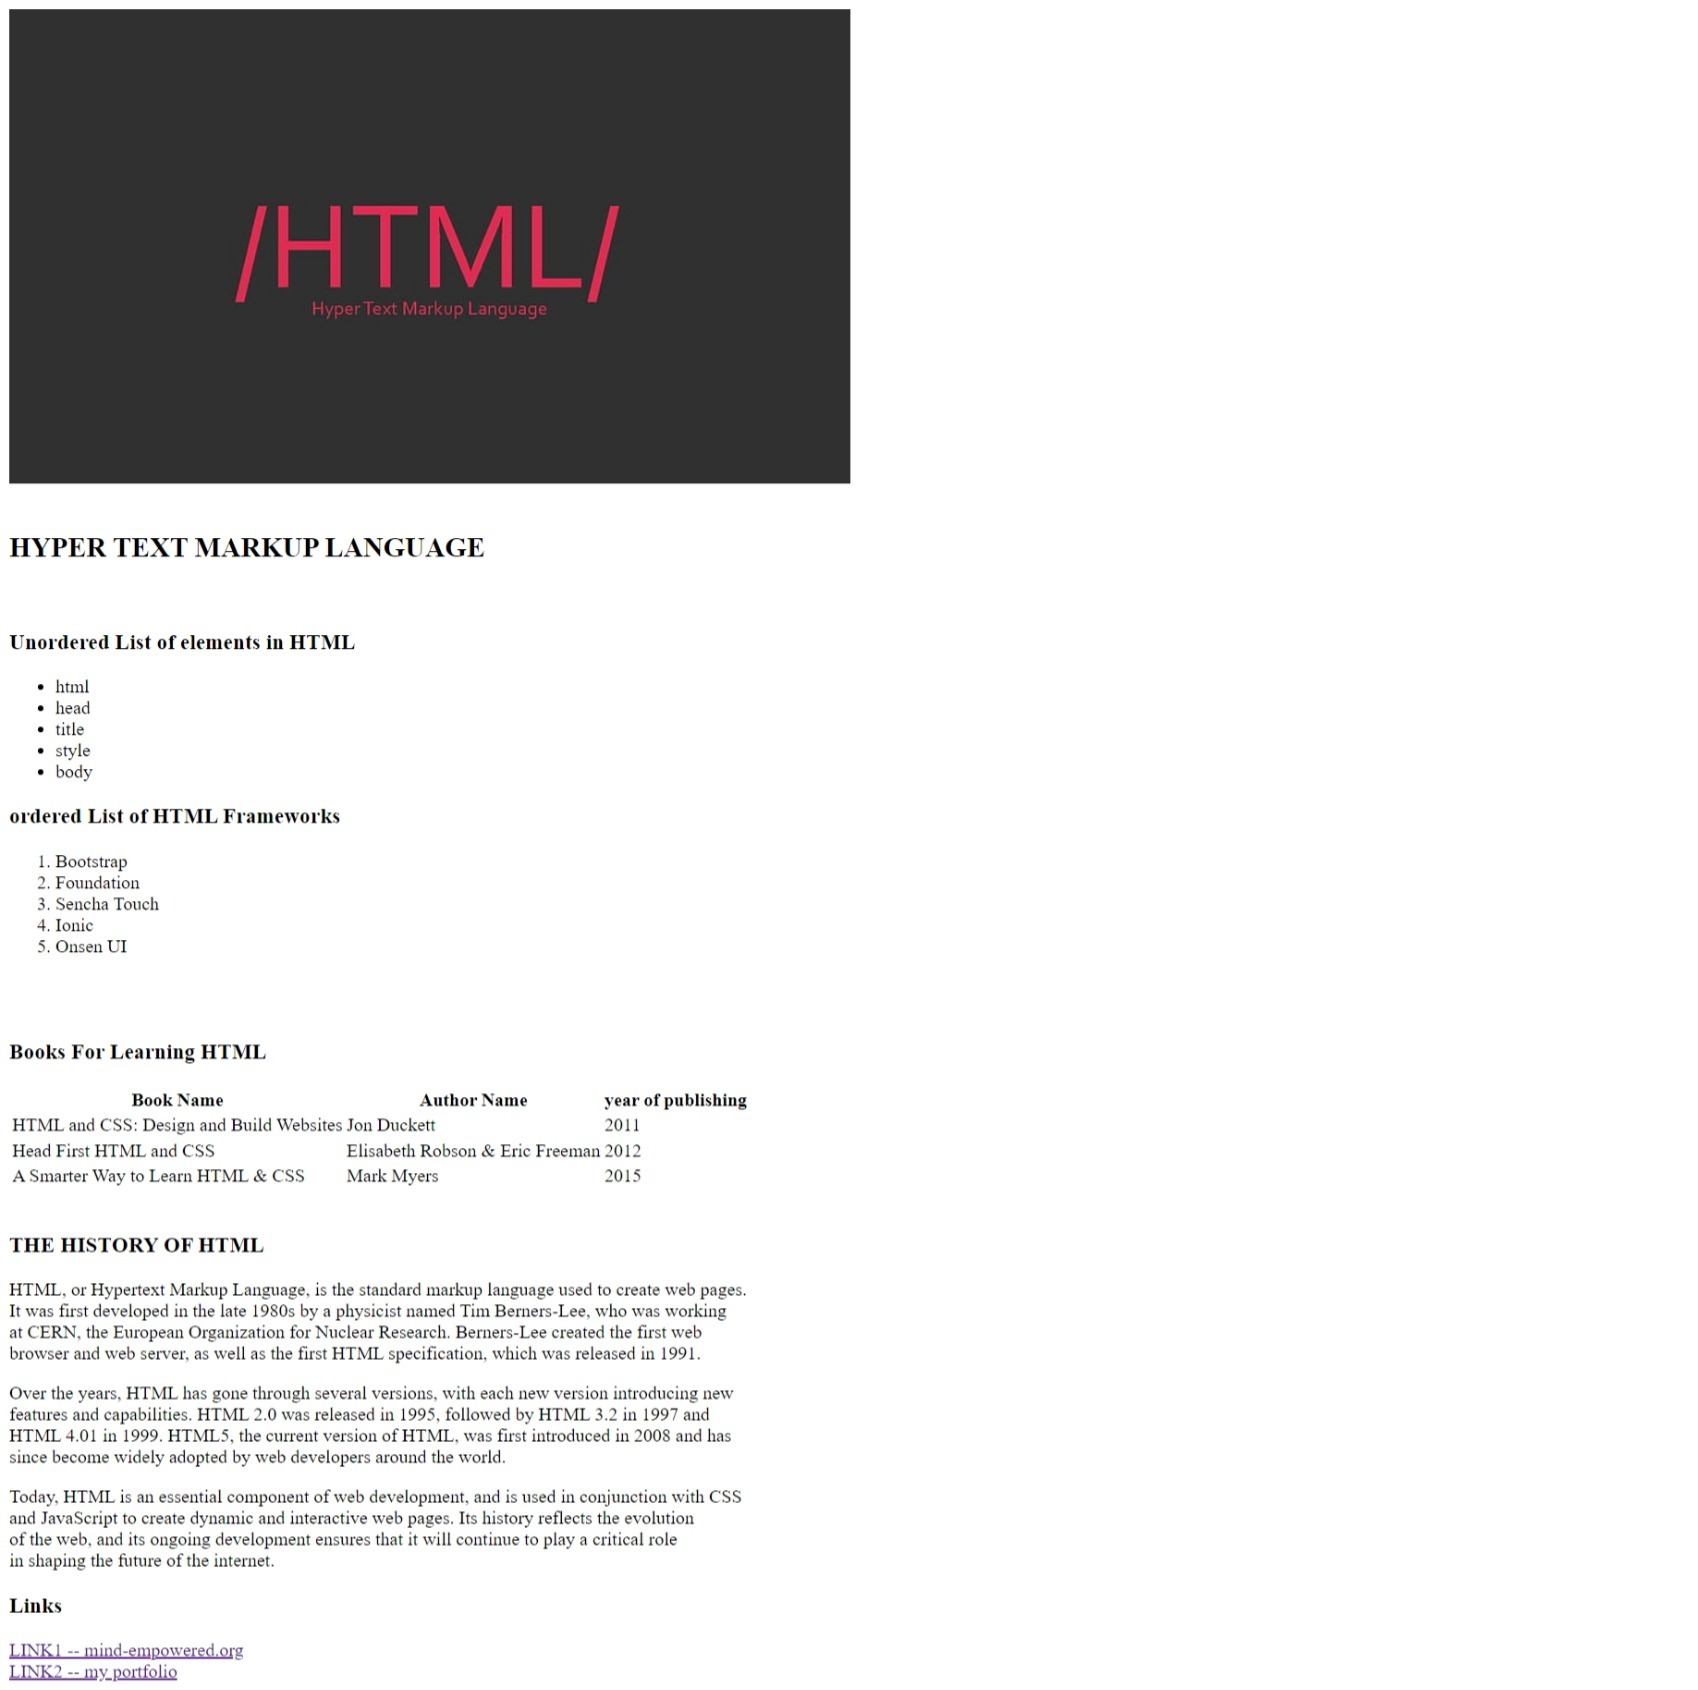 /HTML/
Hyper Text Markup Language
HYPER TEXT MARKUP LANGUAGE
Unordered List of elements in HTML
• html
• head
• title
• style
• body
ordered List of HTML Frameworks
1. Bootstrap
2. Foundation
3. Sencha Touch
4. Ionic
5. Onsen UI
Books For Learning HTML
Book Name Author Name year of publishing
HTML and CSS: Design and Build Websites Jon Duckett 2011
Head First HTML and CSS Elisabeth Robson & Eric Freeman 2012
A Smarter Way to Learn HTML & CSS Mark Myers 2015
THE HISTORY OF HTML
HTML, or Hypertext Markup Language, is the standard markup language used to create web pages.
It was first developed in the late 1980s by a physicist named Tim Berners-Lee, who was working
at CERN, the European Organization for Nuclear Research. Berners-Lee created the first web
browser and web server, as well as the first HTML specification, which was released in 1991.
Over the years, HTML has gone through several versions, with each new version introducing new
features and capabilities. HTML 2.0 was released in 1995, followed by HTML 3.2 in 1997 and
HTML 4.01 in 1999. HTML5, the current version of HTML, was first introduced in 2008 and has
since become widely adopted by web developers around the world.
Today, HTML is an essential component of web development, and is used in conjunction with CSS
and JavaScript to create dynamic and interactive web pages. Its history reflects the evolution
of the web, and its ongoing development ensures that it will continue to play a critical role
in shaping the future of the internet.
Links
LINK1 -- mind-empowered.org
LINK2 -- my portfolio